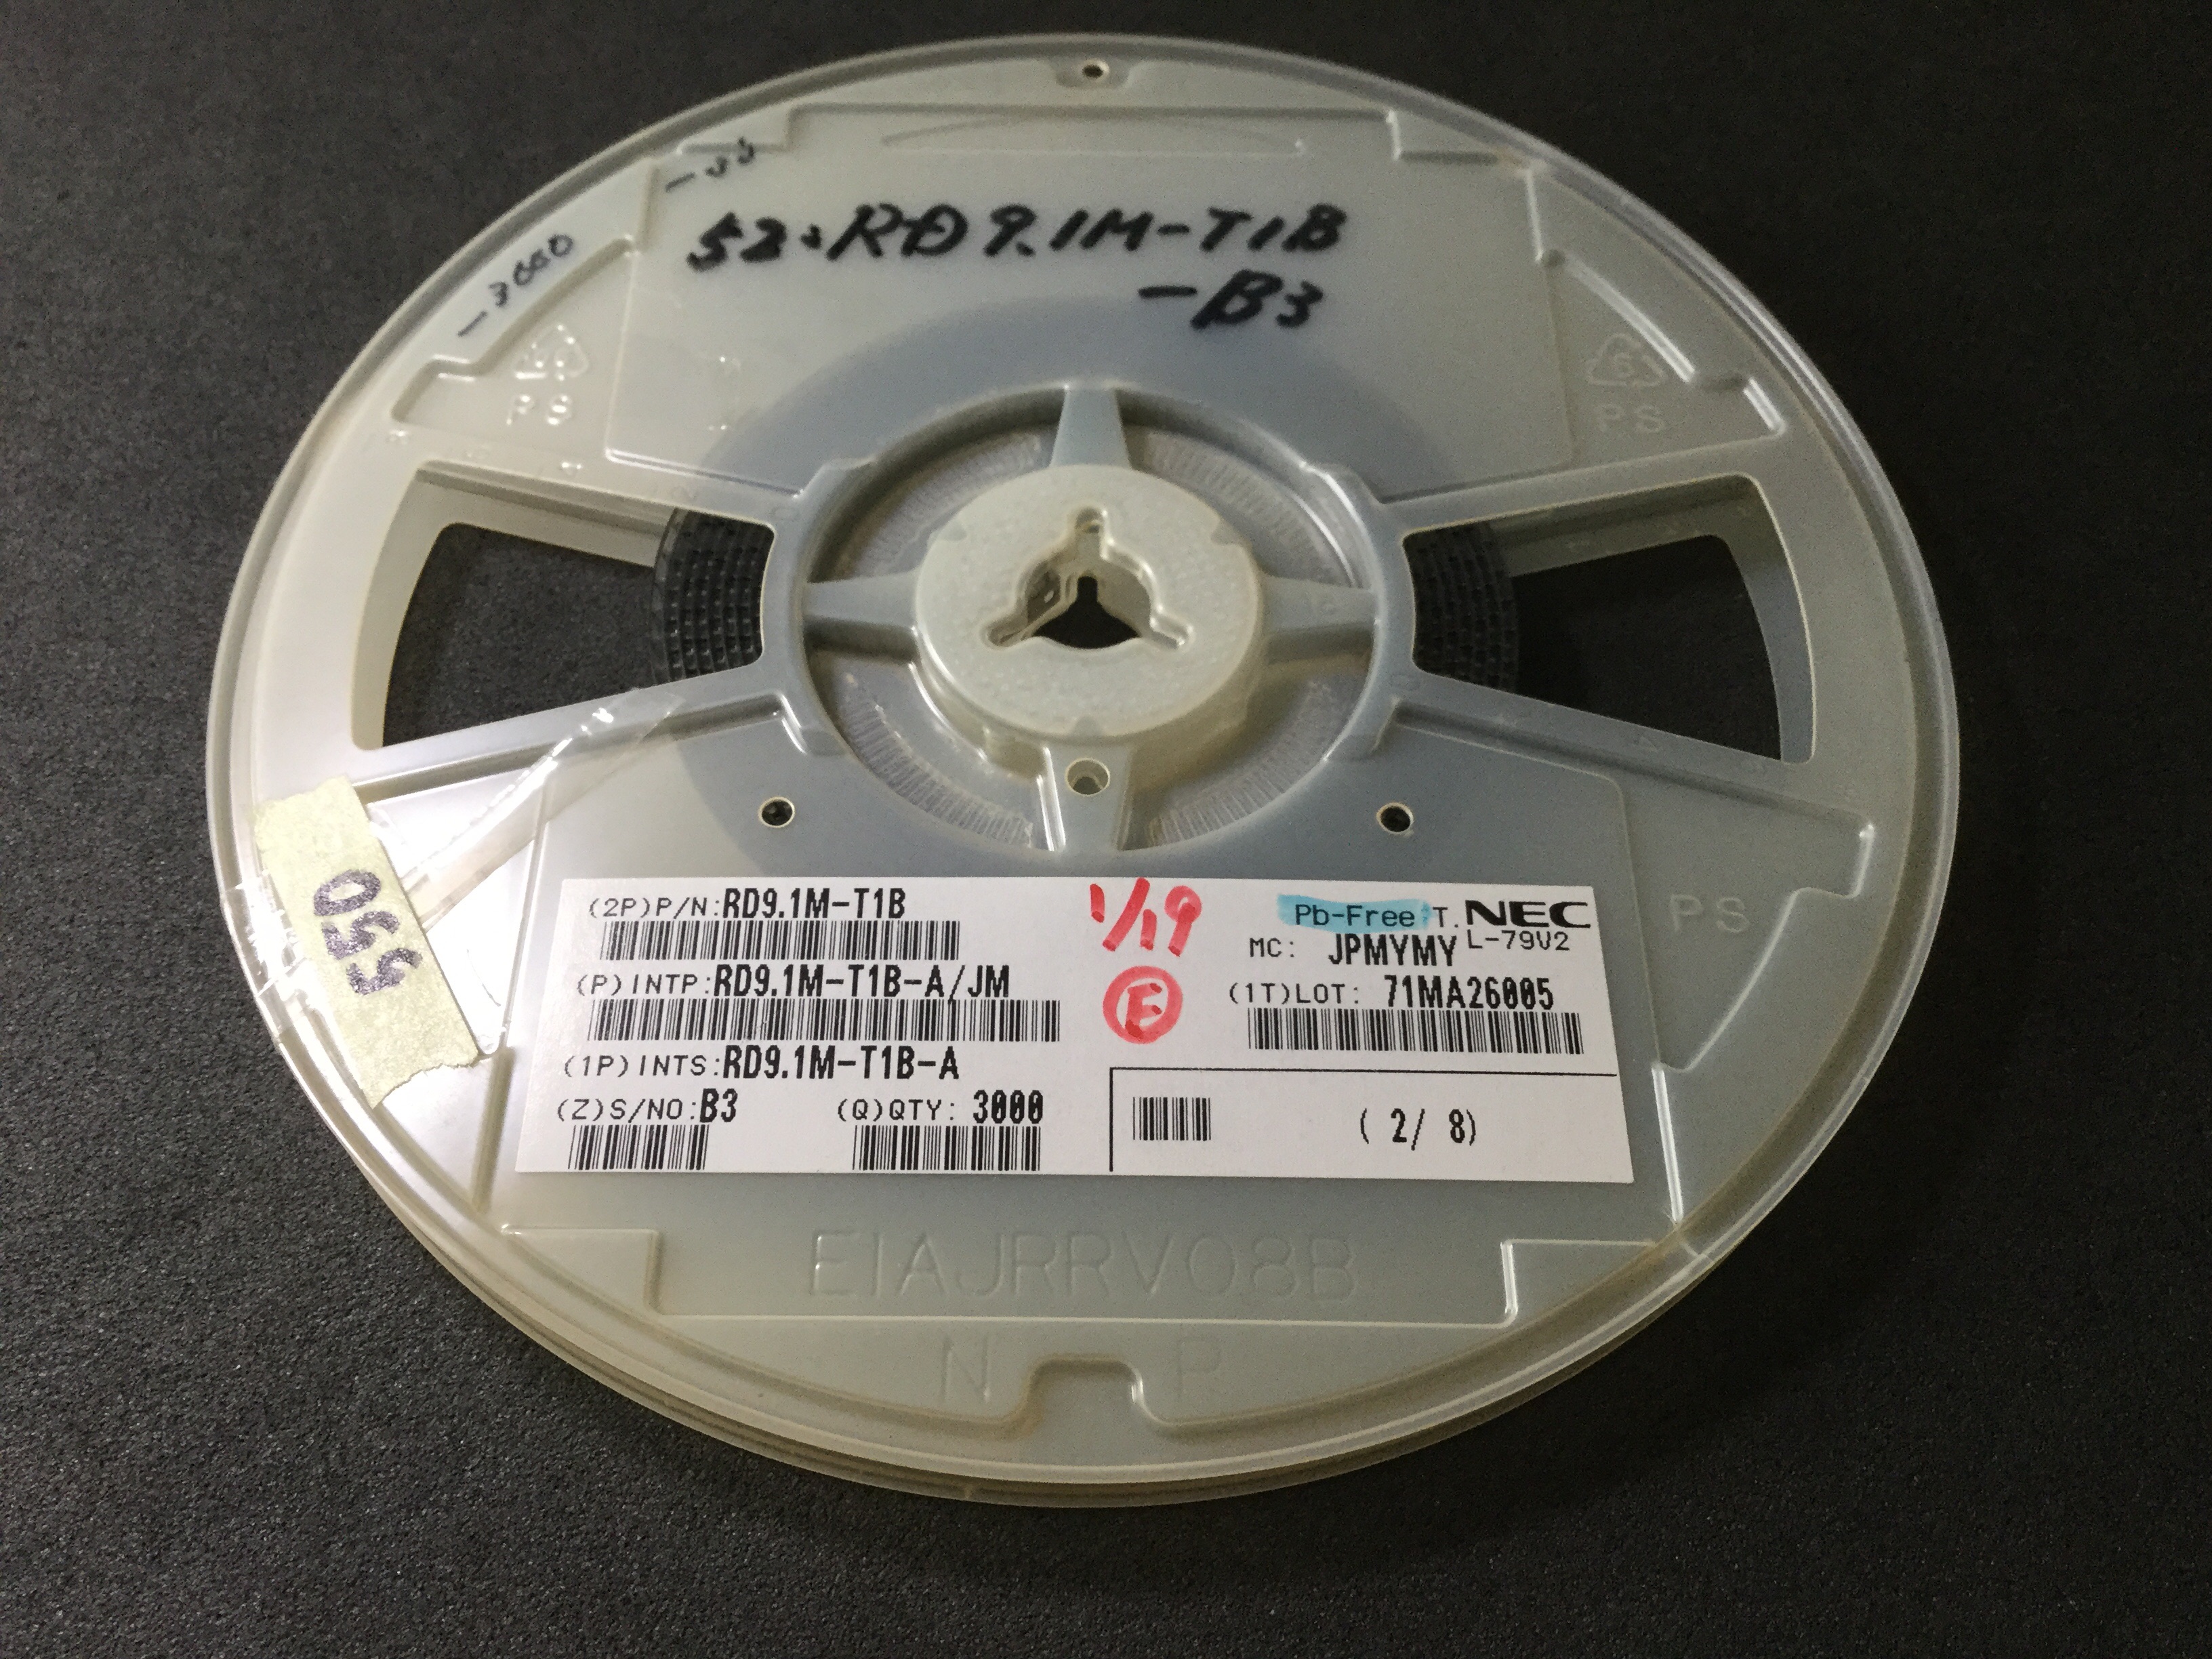 -3000
52.RD9.1M-T1B
-B3
PS
PS
PS
550
(2P)P/N:RD9.1M-T1B
(P)INTP:RD9.1M-T1B-A/JM
(1P)INTS:RD9.1M-T1B-A
(Z)S/NO:B3 (Q)QTY: 3000
1/19
E
Pb-Free T. NEC
MC: JPMYMY L-79V2
(1T)LOT: 71MA26005
( 2/ 8)
EIAJRRV08B
N P